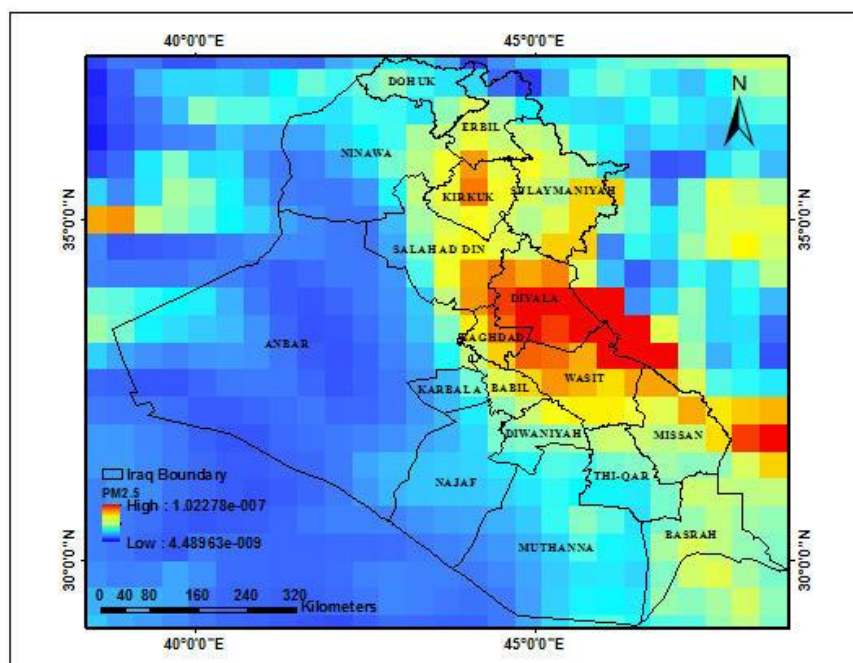 40°0'0"E 45°0'0"E
N
DOHUK
ERBIL
NINAWA
SULAYMANIYAH
KIRKUK
35°0'0"N 35°0'0"N
SALAHAD DIN
DIYALA
BAGHDAD
ANBAR
WASIT
KARBALA BABIL
DIWANIYAH MISSAN
Iraq Boundary
NAJAF THI-QAR
PM2.5
High : 1.02278e-007
Low : 4.48963e-009
BASRAH
MUTHANNA
30°0'0"N 30°0'0"N
0 40 80 160 240 320
Kilometers
40°0'0"E 45°0'0"E